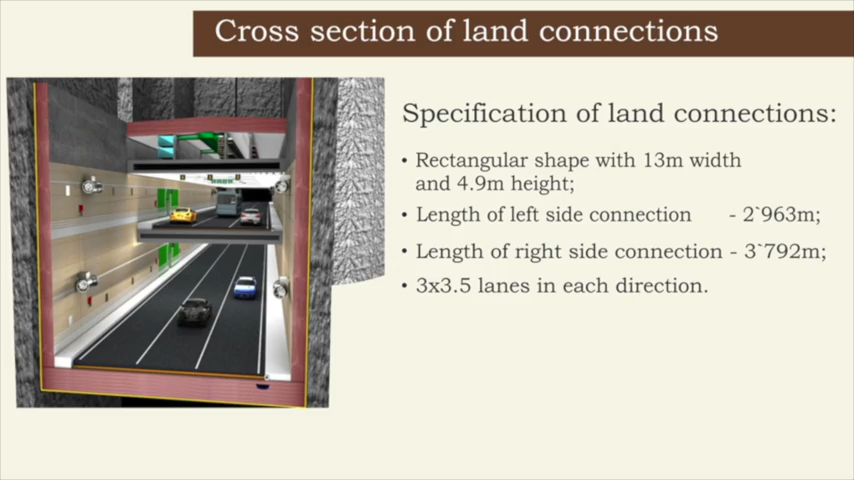 Cross section of land connections
Specification of land connections:
• Rectangular shape with 13m width
and 4.9m height;
• Length of left side connection - 2`963m;
• Length of right side connection - 3`792m;
• 3x3.5 lanes in each direction.